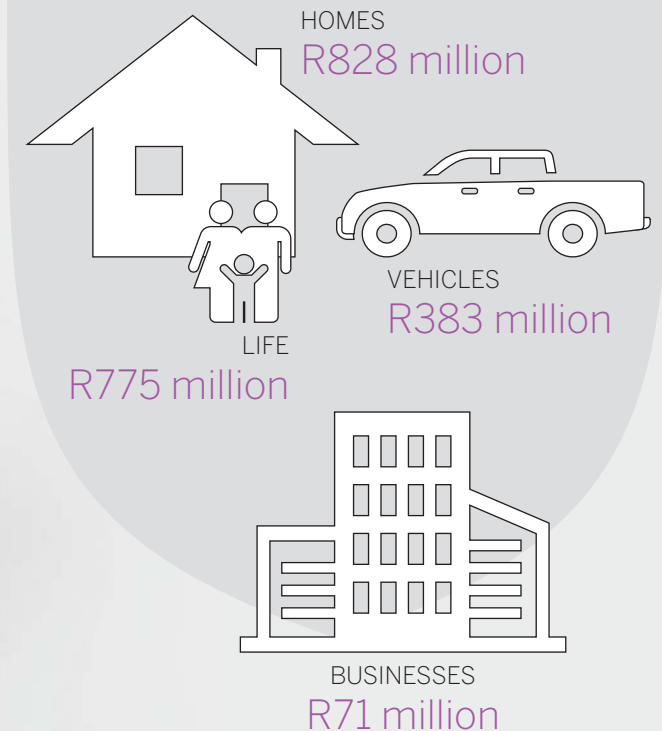 HOMES
R828 million
VEHICLES
R383 million
LIFE
R775 million
BUSINESSES
R71 million